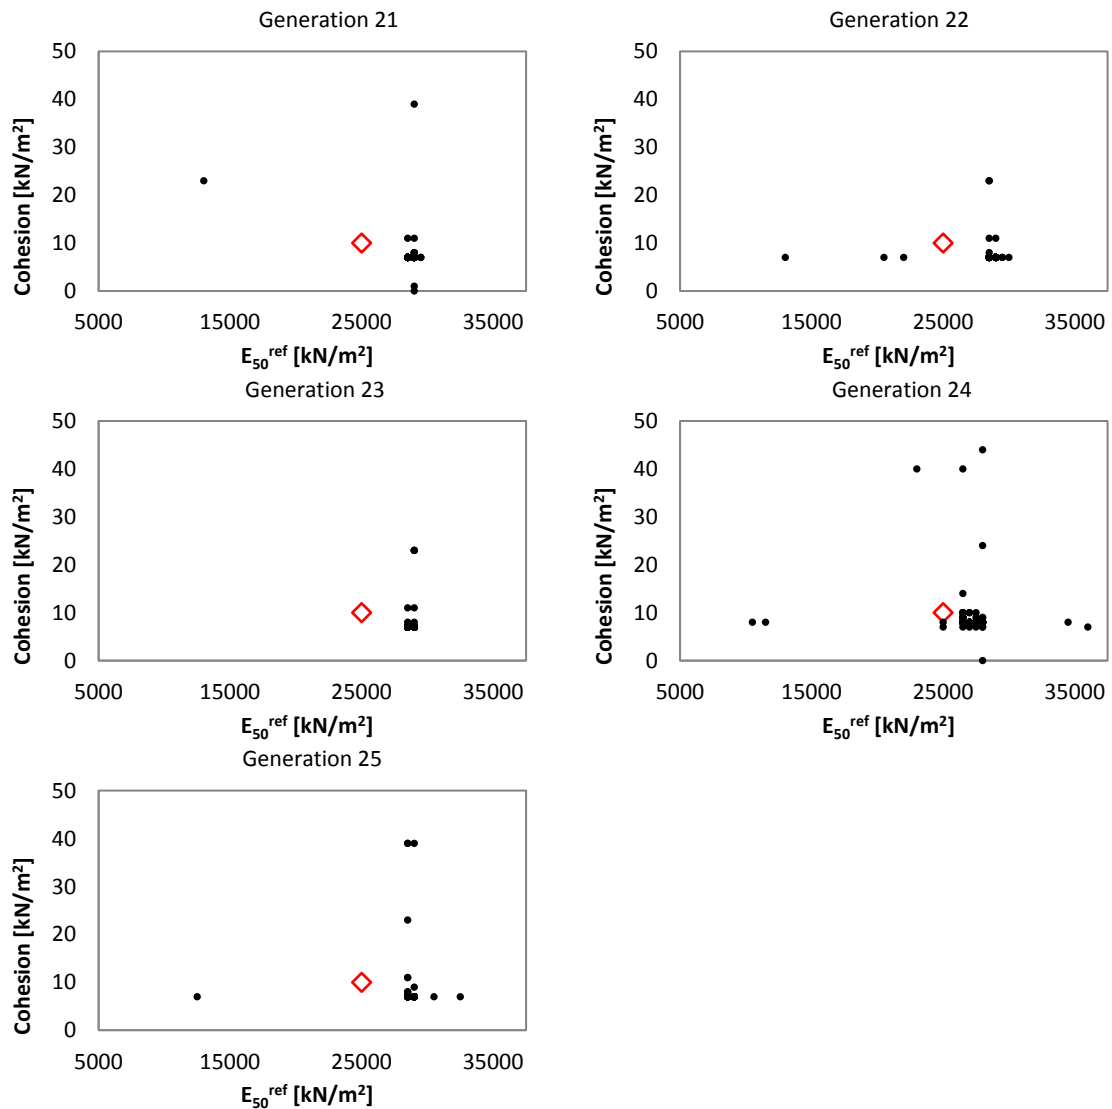 Generation 21
50
40
30
20
10
0
Cohesion [kN/m²]
5000 15000 25000 35000
E₅₀ʳᵉᶠ [kN/m²]
Generation 22
50
40
30
20
10
0
Cohesion [kN/m²]
5000 15000 25000 35000
E₅₀ʳᵉᶠ [kN/m²]
Generation 23
50
40
30
20
10
0
Cohesion [kN/m²]
5000 15000 25000 35000
E₅₀ʳᵉᶠ [kN/m²]
Generation 24
50
40
30
20
10
0
Cohesion [kN/m²]
5000 15000 25000 35000
E₅₀ʳᵉᶠ [kN/m²]
Generation 25
50
40
30
20
10
0
Cohesion [kN/m²]
5000 15000 25000 35000
E₅₀ʳᵉᶠ [kN/m²]